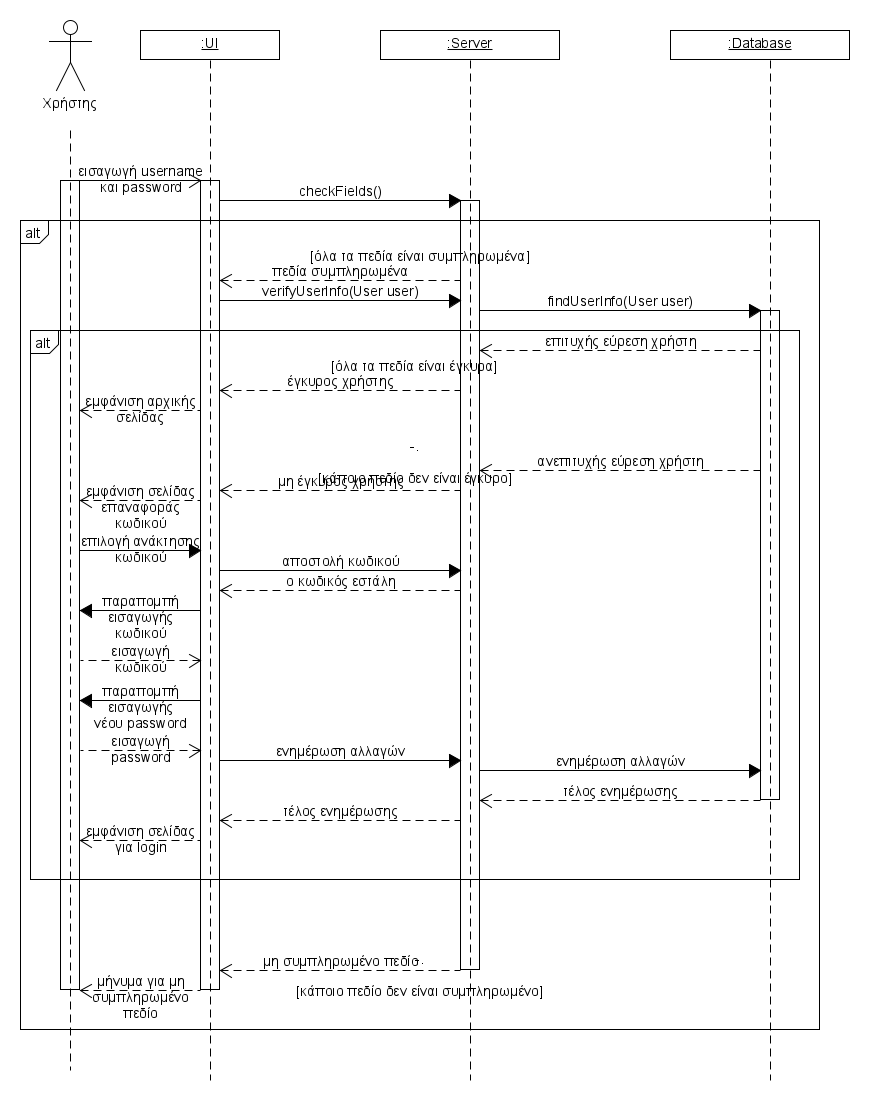 :UI
:Server
:Database
Χρήστης
εισαγωγή username
και password
checkFields()
alt
[όλα τα πεδία είναι συμπληρωμένα]
πεδία συμπληρωμένα
verifyUserInfo(User user)
findUserInfo(User user)
alt
επιτυχής εύρεση χρήστη
[όλα τα πεδία είναι έγκυρα]
έγκυρος χρήστης
εμφάνιση αρχικής
σελίδας
ανεπιτυχής εύρεση χρήστη
[κάποιο πεδίο δεν είναι έγκυρο]
μη έγκυρος χρήστης
εμφάνιση σελίδας
επαναφοράς
κωδικού
επιλογή ανάκτησης
κωδικού
αποστολή κωδικού
ο κωδικός εστάλη
παραπομπή
εισαγωγής
κωδικού
εισαγωγή
κωδικού
παραπομπή
εισαγωγής
νέου password
εισαγωγή
password
ενημέρωση αλλαγών
ενημέρωση αλλαγών
τέλος ενημέρωσης
τέλος ενημέρωσης
εμφάνιση σελίδας
για login
μη συμπληρωμένο πεδίο
μήνυμα για μη
συμπληρωμένο
πεδίο
[κάποιο πεδίο δεν είναι συμπληρωμένο]